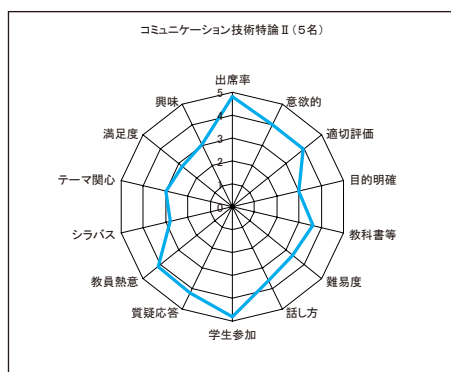 コミュニケーション技術特論Ⅱ(5名)
出席率
意欲的
適切評価
目的明確
教科書等
難易度
話し方
学生参加
質疑応答
教員熱意
シラバス
テーマ関心
満足度
興味
5
4
3
2
1
0